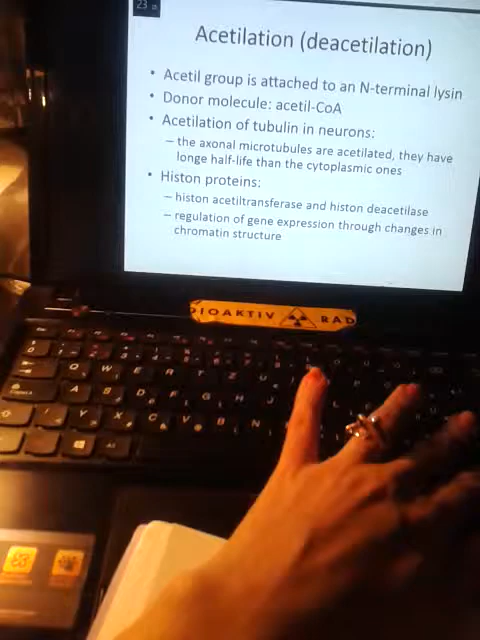 23
Acetilation (deacetilation)
• Acetil group is attached to an N-terminal lysin
• Donor molecule: acetil-CoA
• Acetilation of tubulin in neurons:
– the axonal microtubules are acetilated, they have
longe half-life than the cytoplasmic ones
• Histon proteins:
– histon acetiltransferase and histon deacetilase
– regulation of gene expression through changes in
chromatin structure
IOAKTIV RAD
Q W E R T Z U
A S D F G H J
Y X C V B N